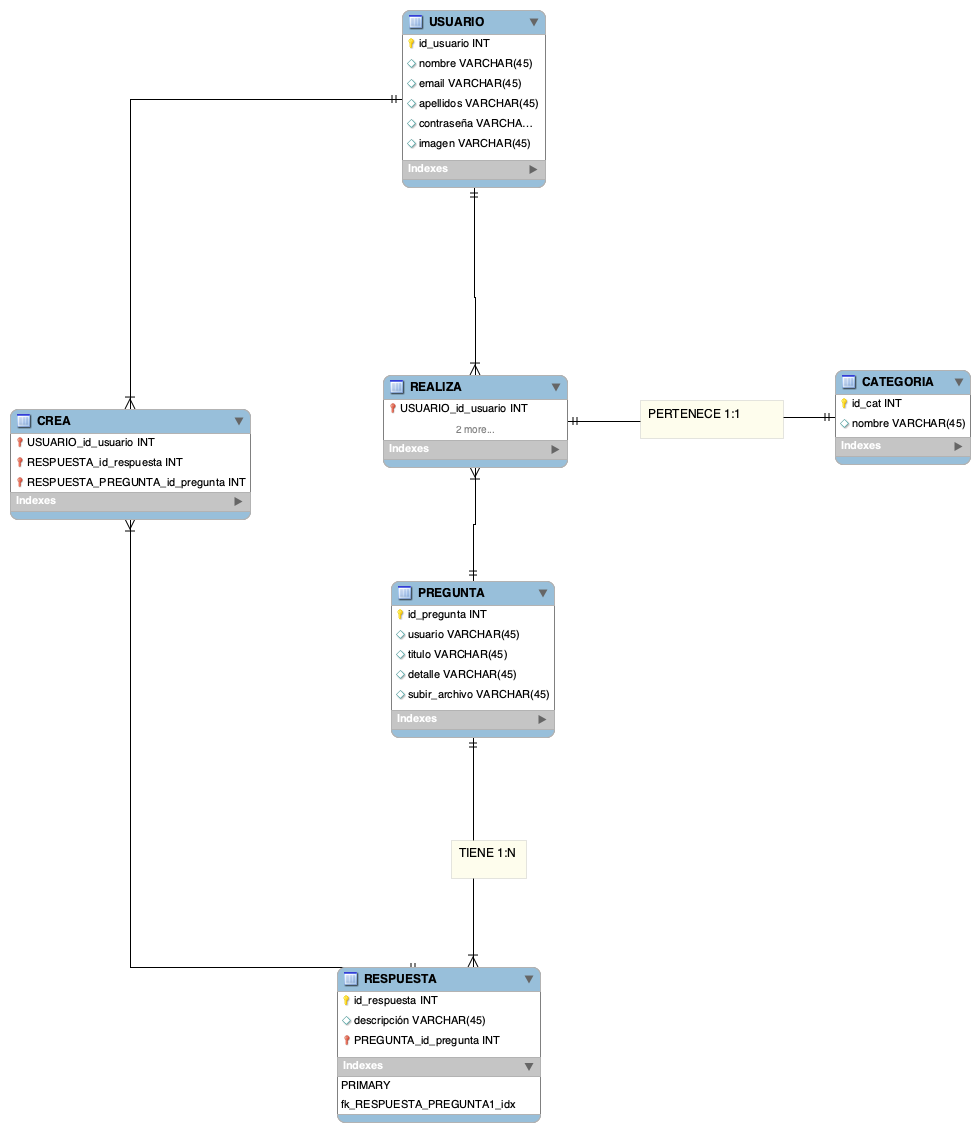 USUARIO
id_usuario INT
nombre VARCHAR(45)
email VARCHAR(45)
apellidos VARCHAR(45)
contraseña VARCHA...
imagen VARCHAR(45)
Indexes
REALIZA
USUARIO_id_usuario INT
2 more...
Indexes
PERTENECE 1:1
CATEGORIA
id_cat INT
nombre VARCHAR(45)
Indexes
CREA
USUARIO_id_usuario INT
RESPUESTA_id_respuesta INT
RESPUESTA_PREGUNTA_id_pregunta INT
Indexes
PREGUNTA
id_pregunta INT
usuario VARCHAR(45)
titulo VARCHAR(45)
detalle VARCHAR(45)
subir_archivo VARCHAR(45)
Indexes
TIENE 1:N
RESPUESTA
id_respuesta INT
descripción VARCHAR(45)
PREGUNTA_id_pregunta INT
Indexes
PRIMARY
fk_RESPUESTA_PREGUNTA1_idx